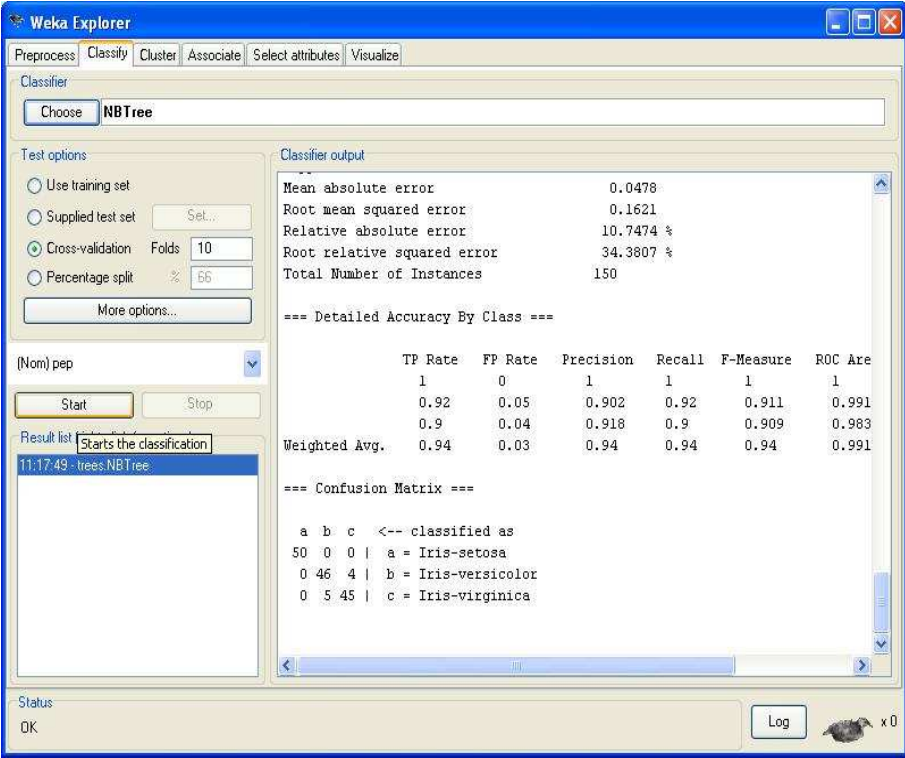 Weka Explorer
Preprocess Classify Cluster Associate Select attributes Visualize
Classifier
Choose NBTree
Test options
Use training set
Supplied test set Set...
Cross-validation Folds 10
Percentage split % 66
More options...
(Nom) pep
Start Stop
Result list
Starts the classification
11:17:49 - trees.NBTree
Classifier output
Mean absolute error 0.0478
Root mean squared error 0.1621
Relative absolute error 10.7474 %
Root relative squared error 34.3807 %
Total Number of Instances 150
=== Detailed Accuracy By Class ===
TP Rate FP Rate Precision Recall F-Measure ROC Are
1 0 1 1 1 1
0.92 0.05 0.902 0.92 0.911 0.991
0.9 0.04 0.918 0.9 0.909 0.983
Weighted Avg. 0.94 0.03 0.94 0.94 0.94 0.991
=== Confusion Matrix ===
a b c <-- classified as
50 0 0 | a = Iris-setosa
0 46 4 | b = Iris-versicolor
0 5 45 | c = Iris-virginica
Status
OK
Log
x 0